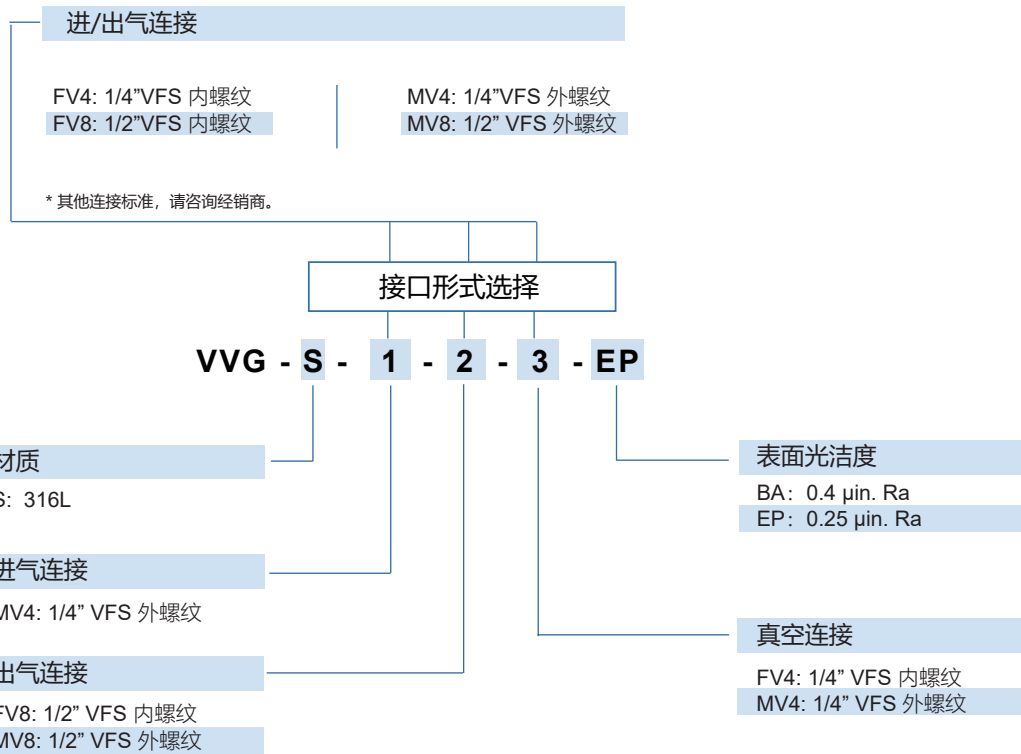 进/出气连接
FV4: 1/4”VFS 内螺纹
MV4: 1/4”VFS 外螺纹
FV8: 1/2”VFS 内螺纹
MV8: 1/2” VFS 外螺纹
* 其他连接标准，请咨询经销商。
接口形式选择
VVG - S - 1 - 2 - 3 - EP
材质
S: 316L
表面光洁度
BA: 0.4 µin. Ra
EP: 0.25 µin. Ra
进气连接
MV4: 1/4” VFS 外螺纹
出气连接
FV8: 1/2” VFS 内螺纹
MV8: 1/2” VFS 外螺纹
真空连接
FV4: 1/4” VFS 内螺纹
MV4: 1/4” VFS 外螺纹